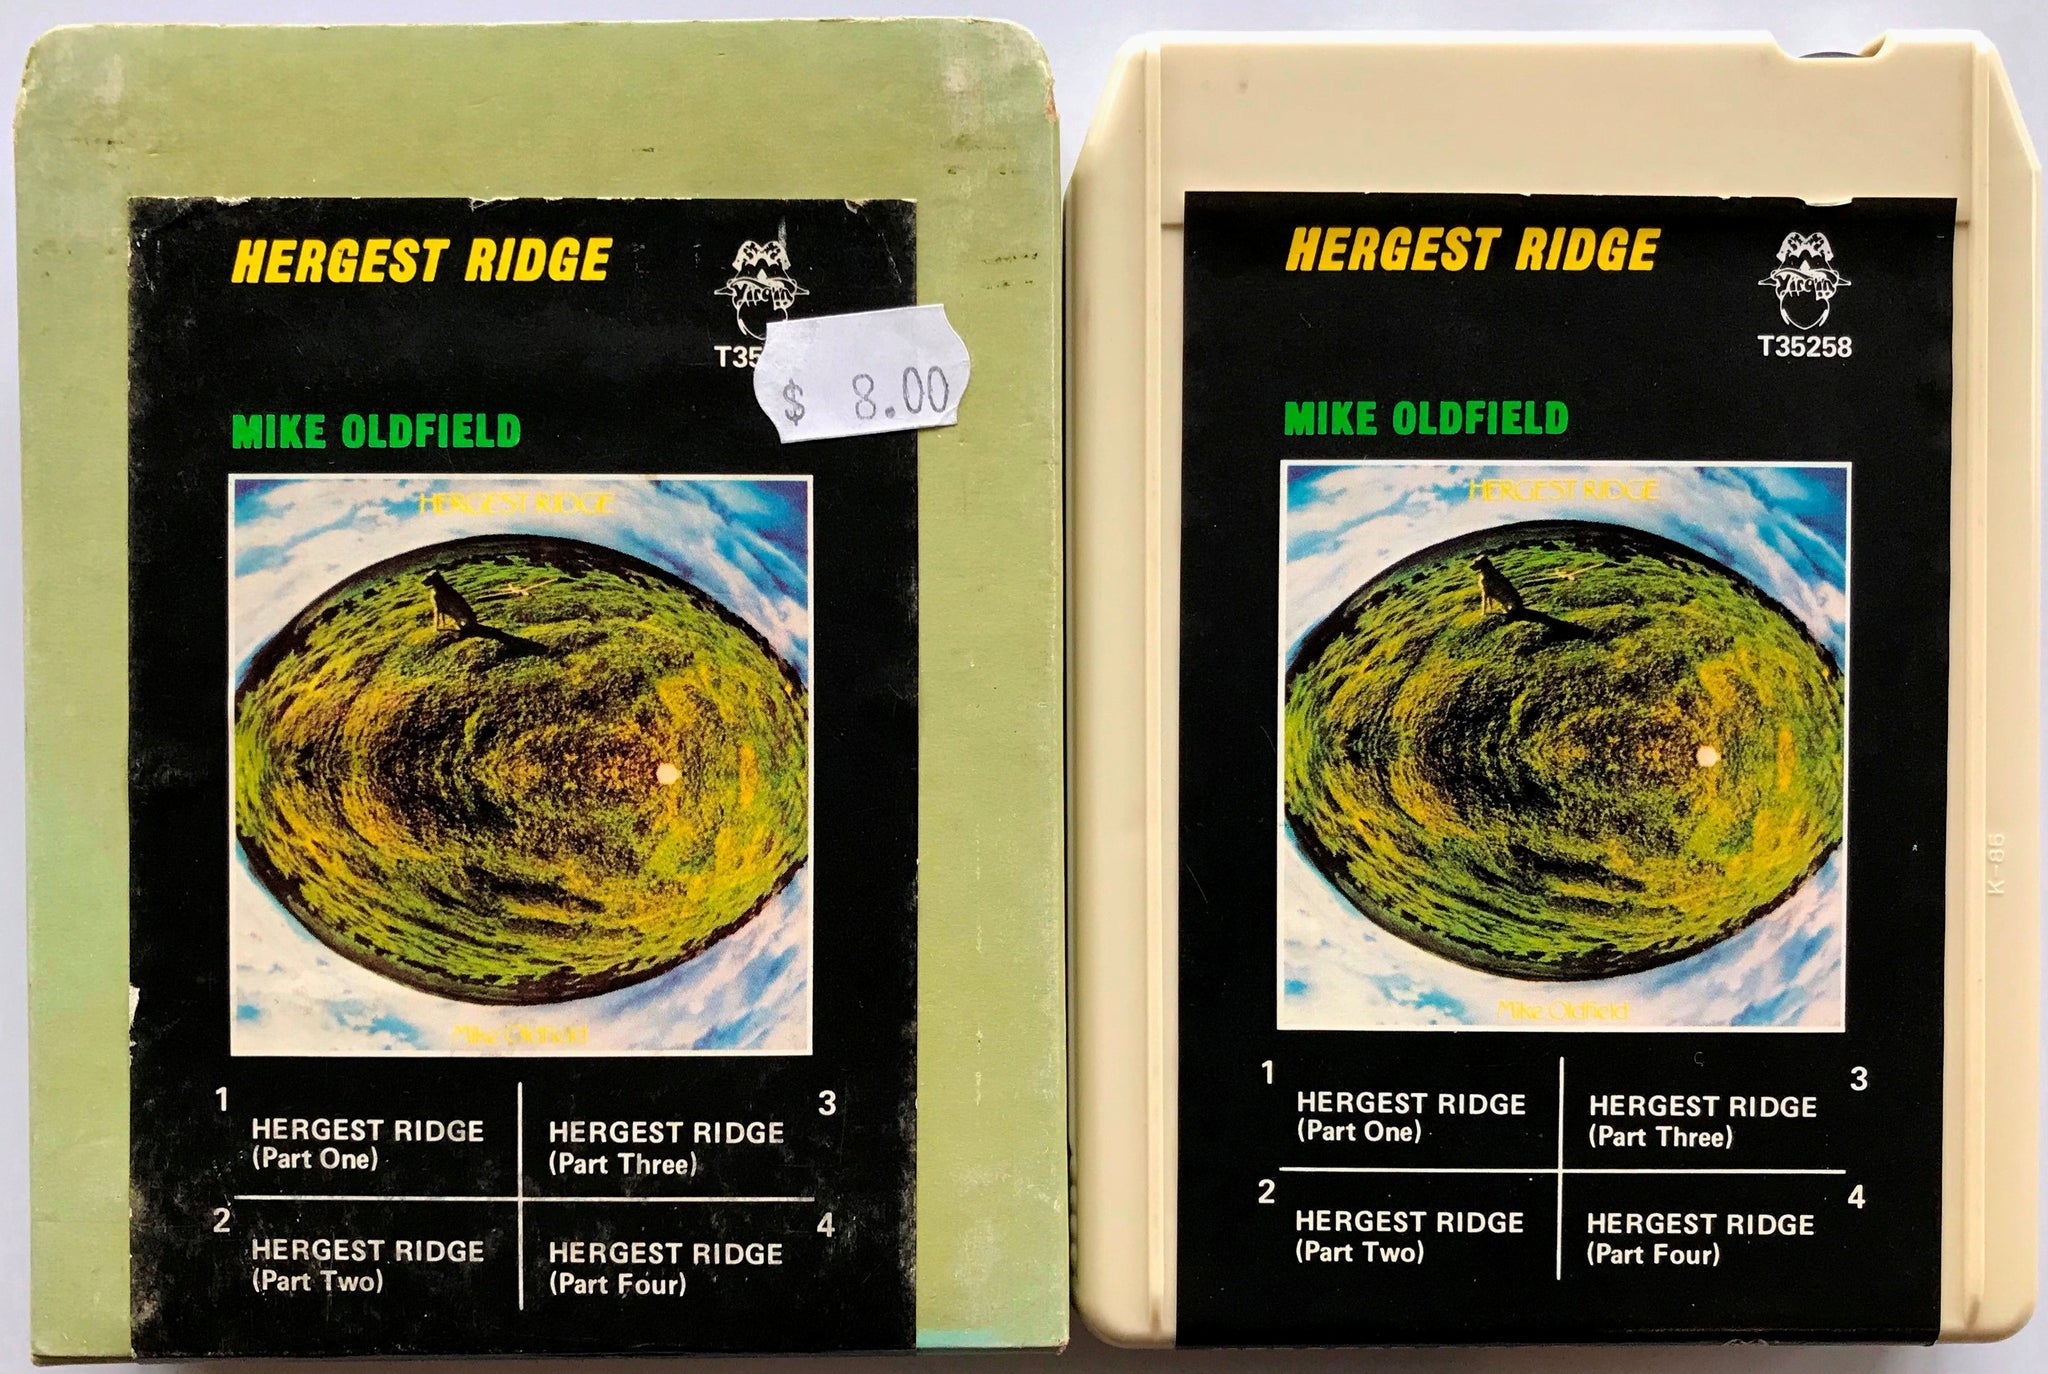 HERGEST RIDGE
Virgin
T35
$ 8.00
MIKE OLDFIELD
HERGEST RIDGE
Mike Oldfield
1
HERGEST RIDGE
(Part One)
3
HERGEST RIDGE
(Part Three)
2
HERGEST RIDGE
(Part Two)
4
HERGEST RIDGE
(Part Four)
HERGEST RIDGE
Virgin
T35258
MIKE OLDFIELD
HERGEST RIDGE
Mike Oldfield
1
HERGEST RIDGE
(Part One)
3
HERGEST RIDGE
(Part Three)
2
HERGEST RIDGE
(Part Two)
4
HERGEST RIDGE
(Part Four)
K-86